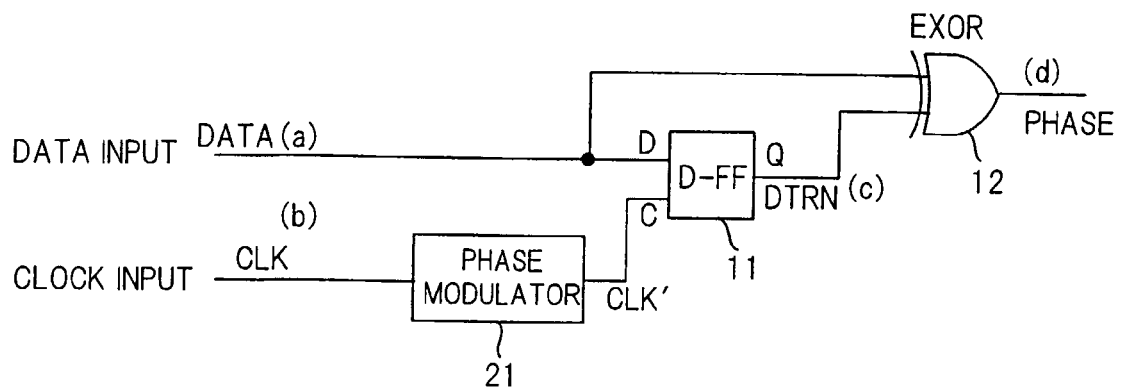 EXOR
(d)
PHASE
12
DATA INPUT
DATA (a)
D
Q
D-FF
DTRN (c)
C
11
(b)
CLK
CLOCK INPUT
PHASE
MODULATOR
CLK′
21